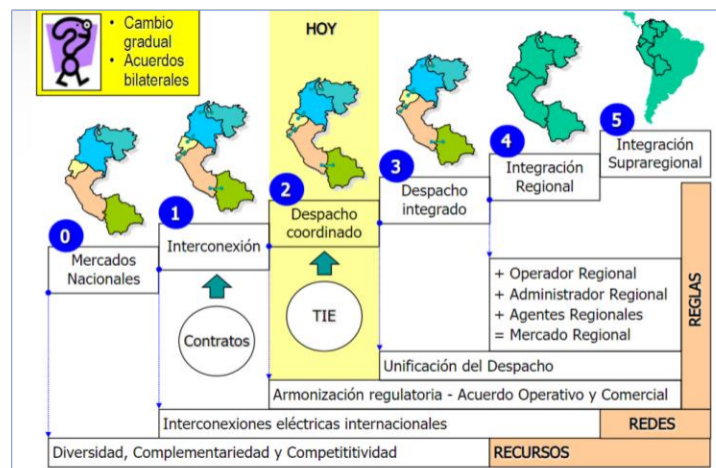 • Cambio
gradual
• Acuerdos
bilaterales
HOY
0
Mercados
Nacionales
1
Interconexión
2
Despacho
coordinado
3
Despacho
integrado
4
Integración
Regional
5
Integración
Supraregional
Contratos
TIE
+ Operador Regional
+ Administrador Regional
+ Agentes Regionales
= Mercado Regional
Unificación del Despacho
Armonización regulatoria - Acuerdo Operativo y Comercial
REGLAS
Interconexiones eléctricas internacionales
REDES
Diversidad, Complementariedad y Competititividad
RECURSOS